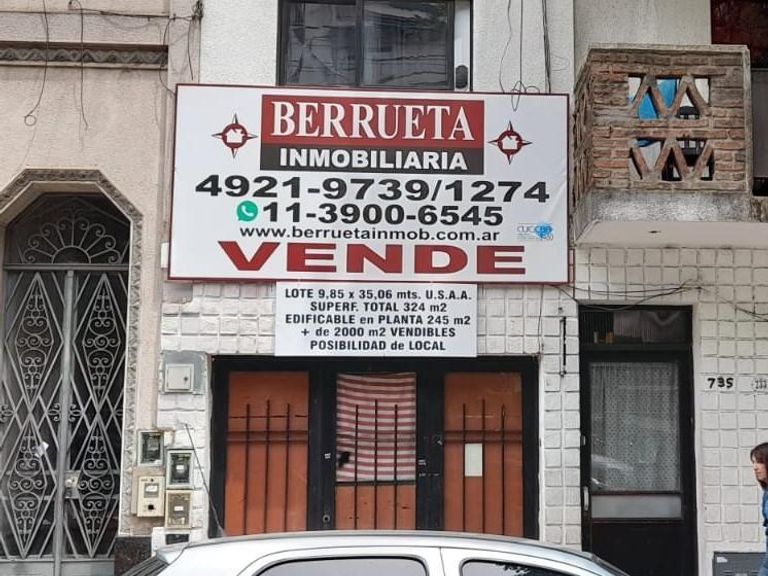 BERRUETA
INMOBILIARIA
4921-9739/1274
11-3900-6545
www.berruetainmob.com.ar
VENDE
LOTE 9,85 x 35,06 mts. U.S.A.A.
SUPERF. TOTAL 324 m2
EDIFICABLE en PLANTA 245 m2
+ de 2000 m2 VENDIBLES
POSIBILIDAD de LOCAL
735